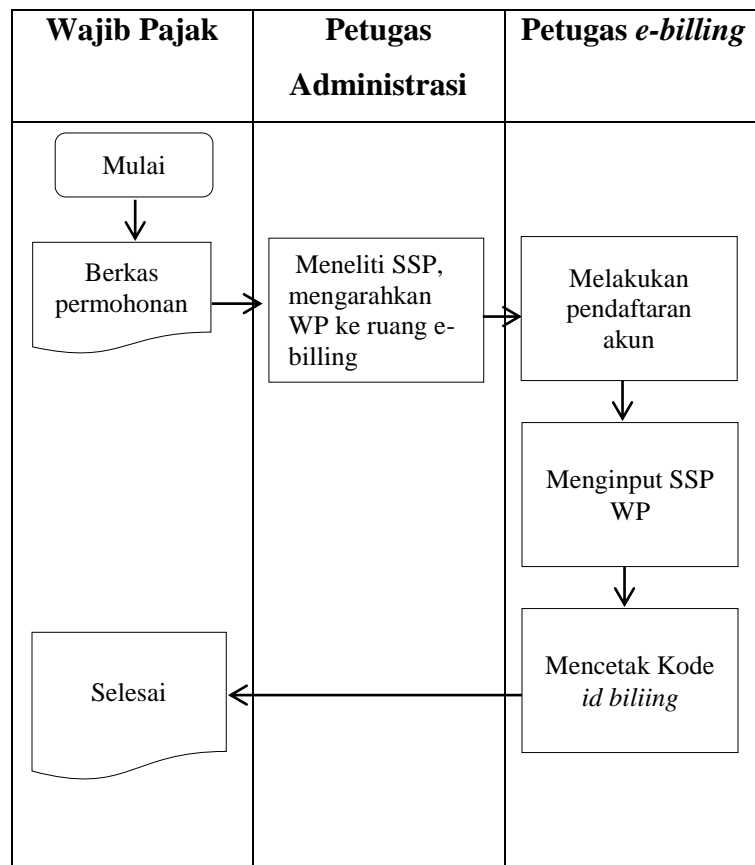 Wajib Pajak
Petugas
Administrasi
Petugas e-billing
Mulai
Berkas
permohonan
Meneliti SSP,
mengarahkan
WP ke ruang e-
billing
Melakukan
pendaftaran
akun
Menginput SSP
WP
Mencetak Kode
id biliing
Selesai